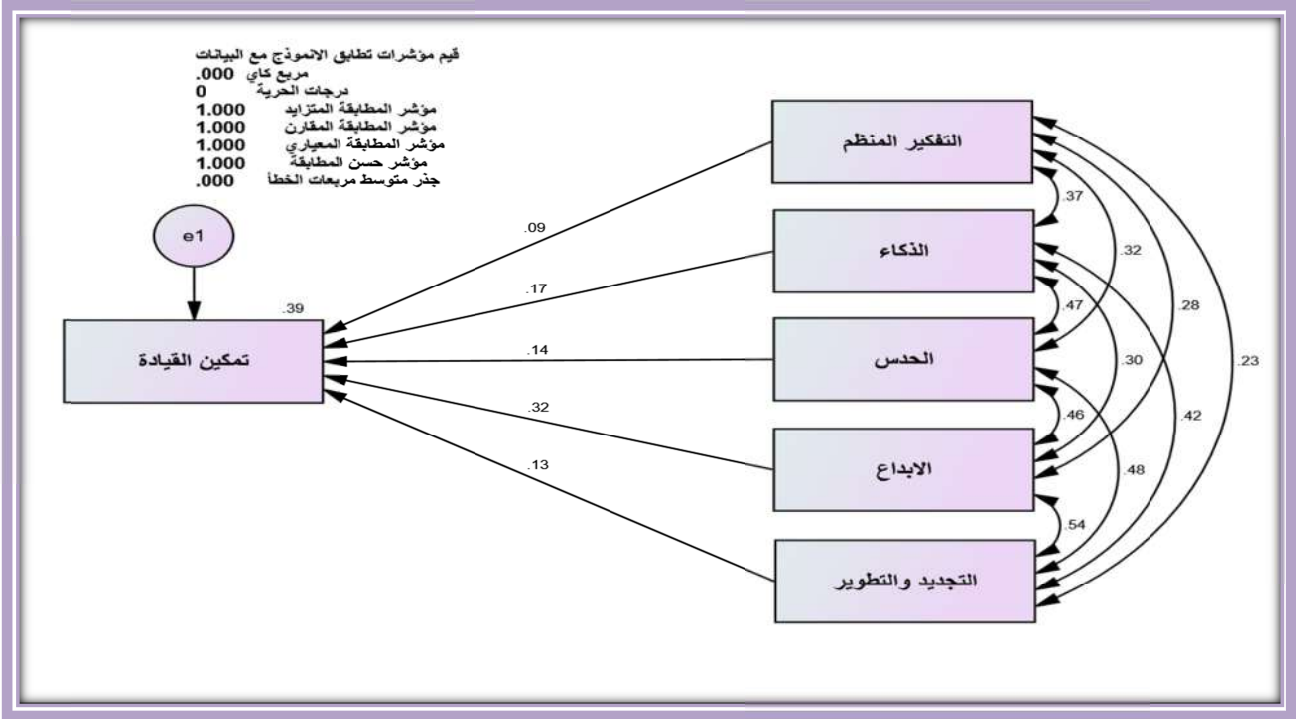 قيم مؤشرات تطابق الانموذج مع البيانات
مربع كاي .000
درجات الحرية 0
مؤشر المطابقة المتزايد 1.000
مؤشر المطابقة المقارن 1.000
مؤشر المطابقة المعياري 1.000
مؤشر حسن المطابقة 1.000
جذر متوسط مربعات الخطأ .000
e1
.39
تمكين القيادة
.09
.17
.14
.32
.13
التفكير المنظم
الذكاء
الحدس
الابداع
التجديد والتطوير
.37
.32
.47
.28
.30
.23
.46
.42
.48
.54